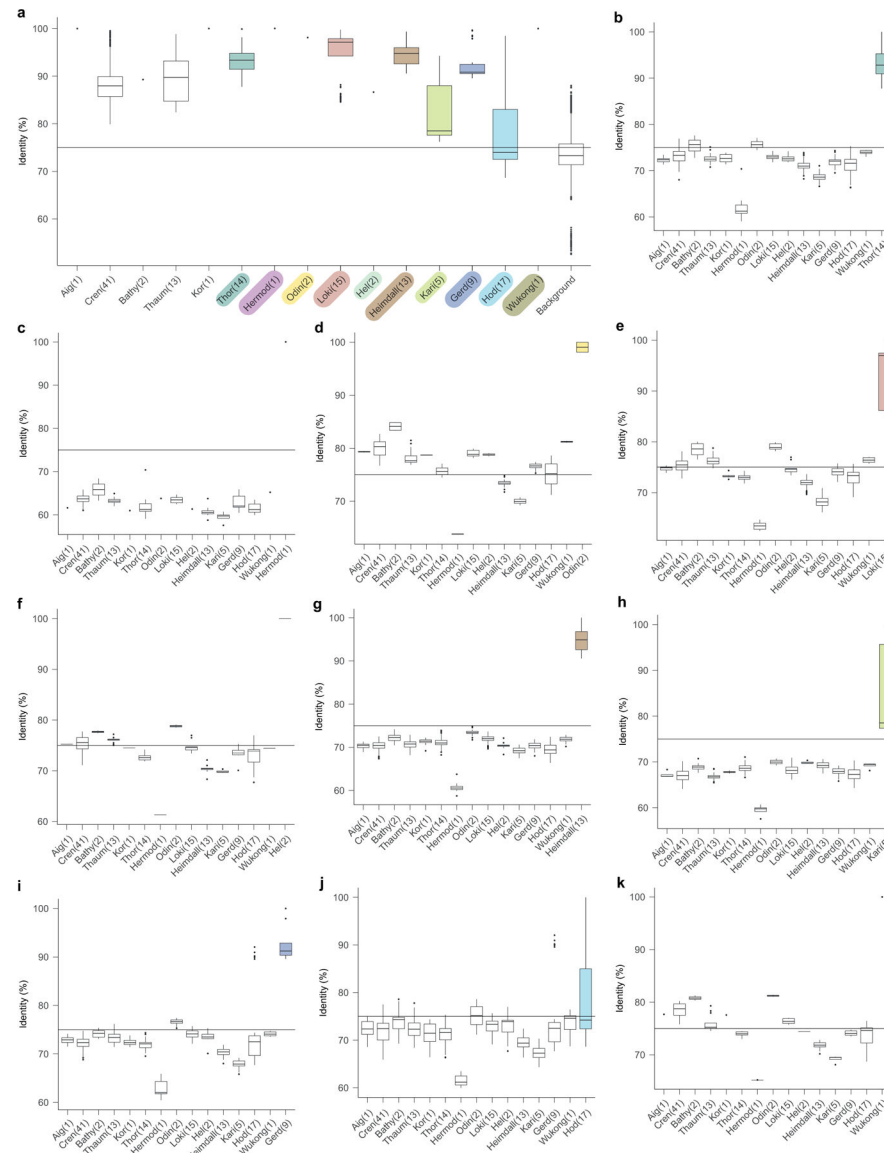 a
Identity (%)
100
90
80
70
60
Aig(1)
Cren(41)
Bathy(2)
Thaum(13)
Kor(1)
Thor(14)
Hermod(1)
Odin(2)
Loki(15)
Hel(2)
Heimdall(13)
Kari(5)
Gerd(9)
Hod(17)
Wukong(1)
Background
b
Identity (%)
100
90
80
70
60
Aig(1)
Cren(41)
Bathy(2)
Thaum(13)
Kor(1)
Hermod(1)
Odin(2)
Loki(15)
Hel(2)
Heimdall(13)
Kari(5)
Gerd(9)
Hod(17)
Wukong(1)
Thor(14)
c
Identity (%)
100
90
80
70
60
Aig(1)
Cren(41)
Bathy(2)
Thaum(13)
Kor(1)
Thor(14)
Odin(2)
Loki(15)
Hel(2)
Heimdall(13)
Kari(5)
Gerd(9)
Hod(17)
Wukong(1)
Hermod(1)
d
Identity (%)
100
90
80
70
Aig(1)
Cren(41)
Bathy(2)
Thaum(13)
Kor(1)
Thor(14)
Hermod(1)
Loki(15)
Hel(2)
Heimdall(13)
Kari(5)
Gerd(9)
Hod(17)
Wukong(1)
Odin(2)
e
Identity (%)
100
90
80
70
Aig(1)
Cren(41)
Bathy(2)
Thaum(13)
Kor(1)
Thor(14)
Hermod(1)
Odin(2)
Hel(2)
Heimdall(13)
Kari(5)
Gerd(9)
Hod(17)
Wukong(1)
f
Identity (%)
100
90
80
70
60
Aig(1)
Cren(41)
Bathy(2)
Thaum(13)
Kor(1)
Thor(14)
Hermod(1)
Odin(2)
Loki(15)
Heimdall(13)
Kari(5)
Gerd(9)
Hod(17)
Wukong(1)
Hel(2)
g
Identity (%)
100
90
80
70
60
Aig(1)
Cren(41)
Bathy(2)
Thaum(13)
Kor(1)
Thor(14)
Hermod(1)
Odin(2)
Loki(15)
Hel(2)
Kari(5)
Gerd(9)
Hod(17)
Wukong(1)
Heimdall(13)
h
Identity (%)
100
90
80
70
60
Aig(1)
Cren(41)
Bathy(2)
Thaum(13)
Kor(1)
Thor(14)
Hermod(1)
Odin(2)
Loki(15)
Hel(2)
Heimdall(13)
Gerd(9)
Hod(17)
Wukong(1)
i
Identity (%)
100
90
80
70
60
Aig(1)
Cren(41)
Bathy(2)
Thaum(13)
Kor(1)
Thor(14)
Hermod(1)
Odin(2)
Loki(15)
Hel(2)
Heimdall(13)
Kari(5)
Hod(17)
Wukong(1)
Gerd(9)
j
Identity (%)
100
90
80
70
60
Aig(1)
Cren(41)
Bathy(2)
Thaum(13)
Kor(1)
Thor(14)
Hermod(1)
Odin(2)
Loki(15)
Hel(2)
Heimdall(13)
Kari(5)
Gerd(9)
Wukong(1)
Hod(17)
k
Identity (%)
100
90
80
70
Aig(1)
Cren(41)
Bathy(2)
Thaum(13)
Kor(1)
Thor(14)
Hermod(1)
Odin(2)
Loki(15)
Hel(2)
Heimdall(13)
Kari(5)
Gerd(9)
Hod(17)